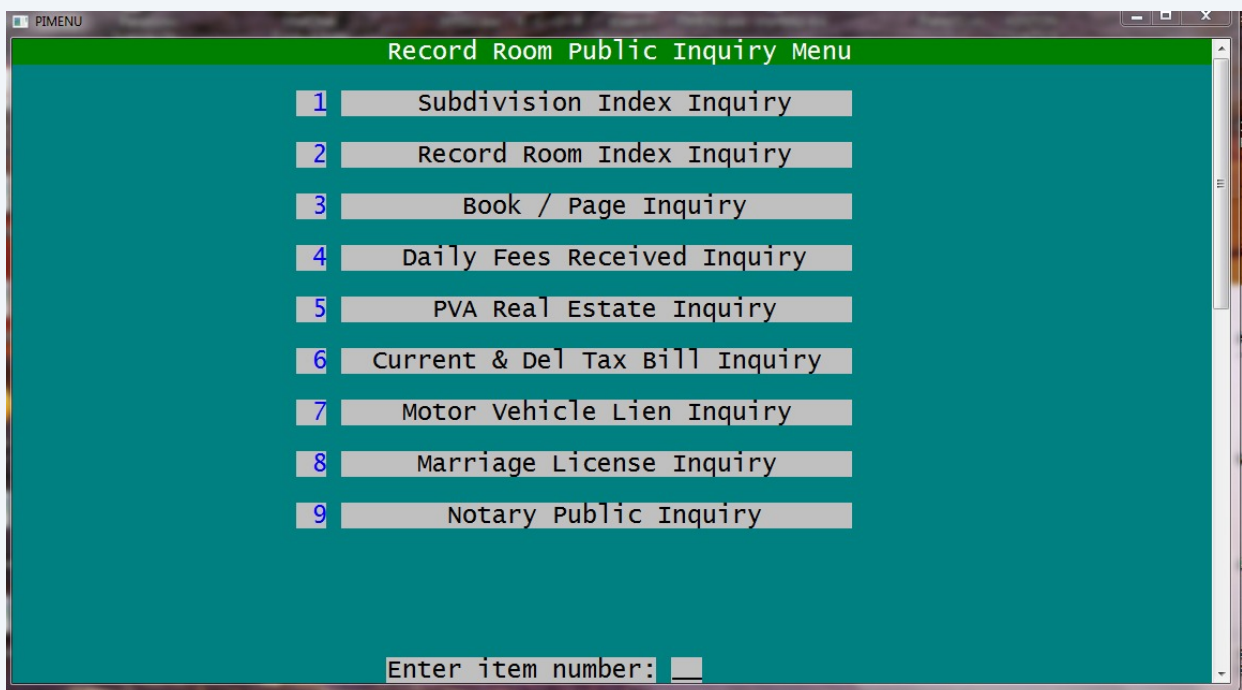 PIMENU
Record Room Public Inquiry Menu
1 Subdivision Index Inquiry
2 Record Room Index Inquiry
3 Book / Page Inquiry
4 Daily Fees Received Inquiry
5 PVA Real Estate Inquiry
6 Current & Del Tax Bill Inquiry
7 Motor Vehicle Lien Inquiry
8 Marriage License Inquiry
9 Notary Public Inquiry
Enter item number: __